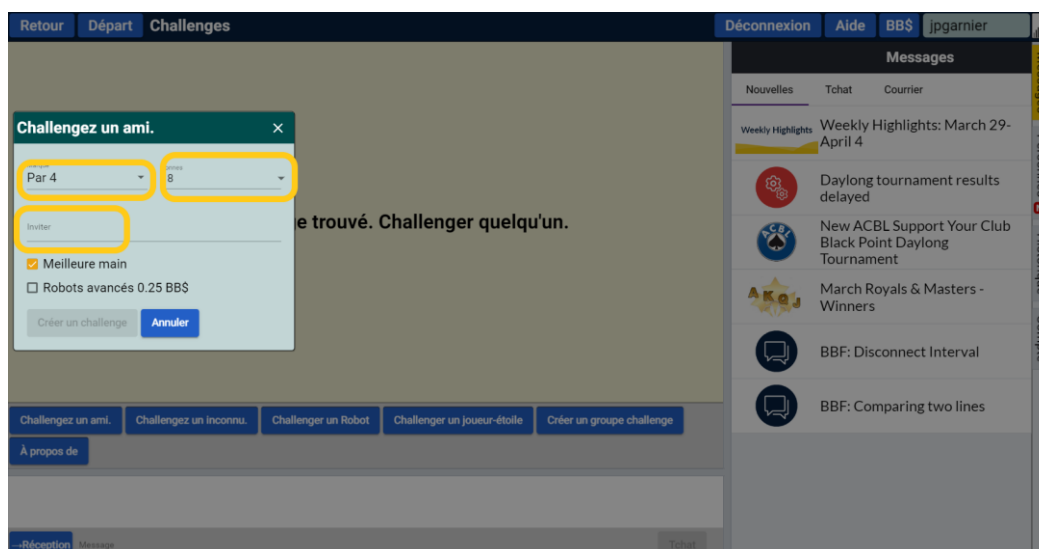 Retour Départ Challenges Déconnexion Aide BB$ jpgarnier
Messages
Nouvelles Tchat Courrier
Weekly Highlights Weekly Highlights: March 29-
April 4
Daylong tournament results
delayed
New ACBL Support Your Club
Black Point Daylong
Tournament
March Royals & Masters -
Winners
BBF: Disconnect Interval
BBF: Comparing two lines
Challengez un ami. ×
Par 4
8
Inviter
Meilleure main
Robots avancés 0.25 BB$
Créer un challenge Annuler
e trouvé. Challenger quelqu'un.
Challengez un ami. Challengez un inconnu. Challenger un Robot Challenger un joueur-étoile Créer un groupe challenge
À propos de
→Réception Message Tchat